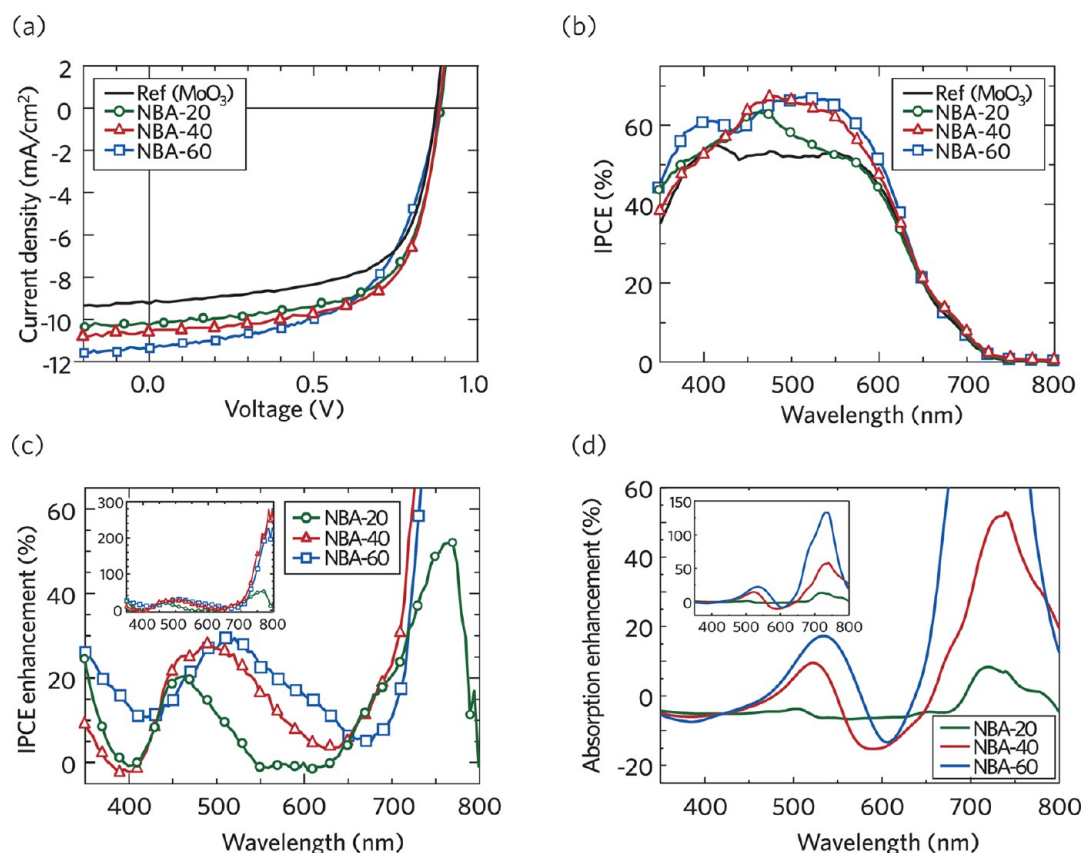 (a)
2
0
-2
-4
-6
-8
-10
-12
Current density (mA/cm2)
Ref (MoO₃)
NBA-20
NBA-40
NBA-60
0.0
0.5
1.0
Voltage (V)
(b)
60
40
20
0
IPCE (%)
Ref (MoO₃)
NBA-20
NBA-40
NBA-60
400
500
600
700
800
Wavelength (nm)
(c)
60
40
20
0
IPCE enhancement (%)
300
200
100
0
400
500
600
700
800
NBA-20
NBA-40
NBA-60
400
500
600
700
800
Wavelength (nm)
(d)
60
40
20
0
-20
Absorption enhancement (%)
150
100
50
0
400
500
600
700
800
NBA-20
NBA-40
NBA-60
400
500
600
700
800
Wavelength (nm)